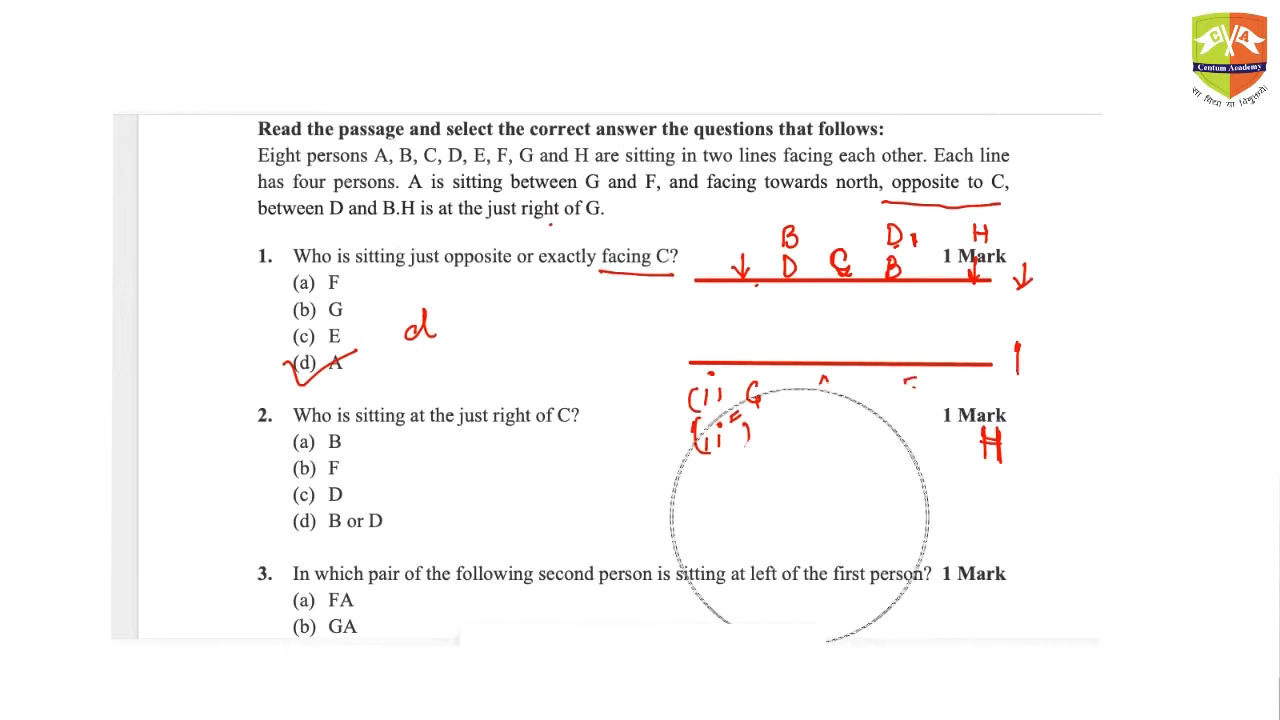 C A
Centum Academy
सा विद्या या विमुक्तये
Read the passage and select the correct answer the questions that follows:
Eight persons A, B, C, D, E, F, G and H are sitting in two lines facing each other. Each line
has four persons. A is sitting between G and F, and facing towards north, opposite to C,
between D and B.H is at the just right of G.
B D H
1. Who is sitting just opposite or exactly facing C? 1 Mark
D C B
(a) F
(b) G
(c) E
d
(d) A
(i) G
2. Who is sitting at the just right of C? 1 Mark
(ii) H
(a) B
(b) F
(c) D
(d) B or D
3. In which pair of the following second person is sitting at left of the first person? 1 Mark
(a) FA
(b) GA